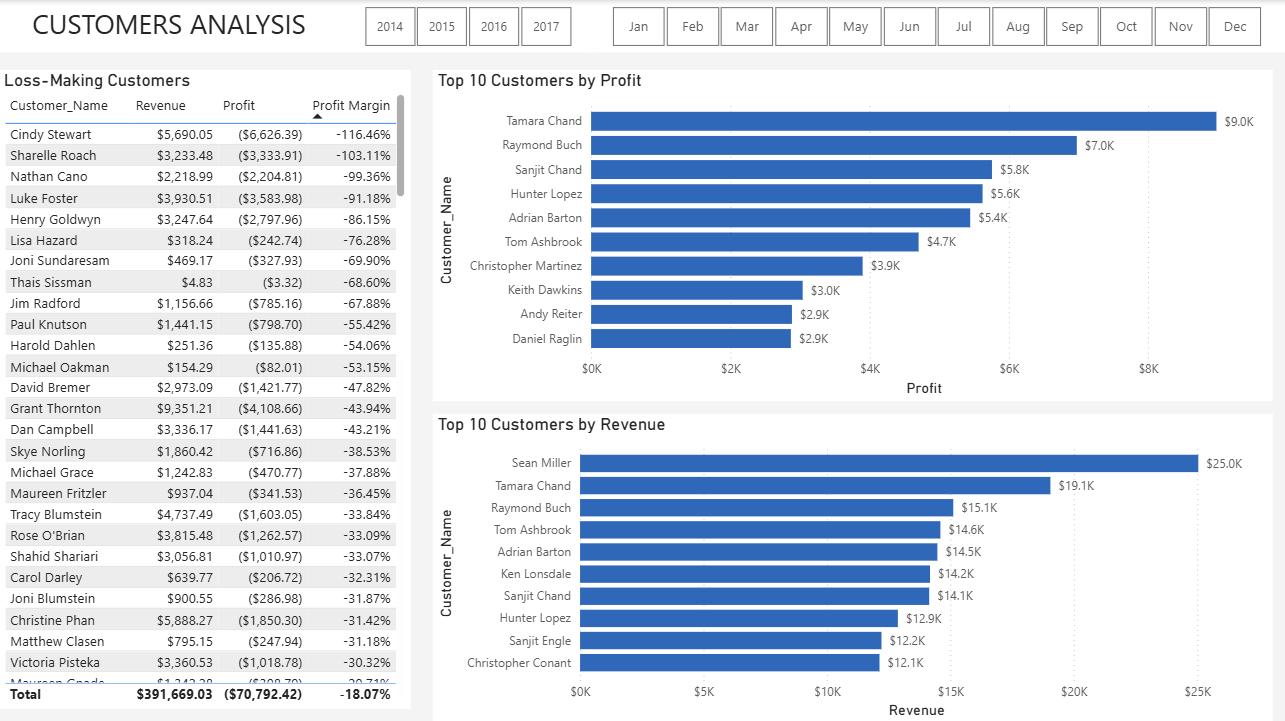 CUSTOMERS ANALYSIS
2014 2015 2016 2017
Jan Feb Mar Apr May Jun Jul Aug Sep Oct Nov Dec
Loss-Making Customers
Customer_Name Revenue Profit Profit Margin
Cindy Stewart $5,690.05 ($6,626.39) -116.46%
Sharelle Roach $3,233.48 ($3,333.91) -103.11%
Nathan Cano $2,218.99 ($2,204.81) -99.36%
Luke Foster $3,930.51 ($3,583.98) -91.18%
Henry Goldwyn $3,247.64 ($2,797.96) -86.15%
Lisa Hazard $318.24 ($242.74) -76.28%
Joni Sundaresam $469.17 ($327.93) -69.90%
Thais Sissman $4.83 ($3.32) -68.60%
Jim Radford $1,156.66 ($785.16) -67.88%
Paul Knutson $1,441.15 ($798.70) -55.42%
Harold Dahlen $251.36 ($135.88) -54.06%
Michael Oakman $154.29 ($82.01) -53.15%
David Bremer $2,973.09 ($1,421.77) -47.82%
Grant Thornton $9,351.21 ($4,108.66) -43.94%
Dan Campbell $3,336.17 ($1,441.63) -43.21%
Skye Norling $1,860.42 ($716.86) -38.53%
Michael Grace $1,242.83 ($470.77) -37.88%
Maureen Fritzler $937.04 ($341.53) -36.45%
Tracy Blumstein $4,737.49 ($1,603.05) -33.84%
Rose O'Brian $3,815.48 ($1,262.57) -33.09%
Shahid Shariari $3,056.81 ($1,010.97) -33.07%
Carol Darley $639.77 ($206.72) -32.31%
Joni Blumstein $900.55 ($286.98) -31.87%
Christine Phan $5,888.27 ($1,850.30) -31.42%
Matthew Clasen $795.15 ($247.94) -31.18%
Victoria Pisteka $3,360.53 ($1,018.78) -30.32%
Total $391,669.03 ($70,792.42) -18.07%
Top 10 Customers by Profit
Customer_Name
Tamara Chand $9.0K
Raymond Buch $7.0K
Sanjit Chand $5.8K
Hunter Lopez $5.6K
Adrian Barton $5.4K
Tom Ashbrook $4.7K
Christopher Martinez $3.9K
Keith Dawkins $3.0K
Andy Reiter $2.9K
Daniel Raglin $2.9K
$0K $2K $4K $6K $8K
Profit
Top 10 Customers by Revenue
Customer_Name
Sean Miller $25.0K
Tamara Chand $19.1K
Raymond Buch $15.1K
Tom Ashbrook $14.6K
Adrian Barton $14.5K
Ken Lonsdale $14.2K
Sanjit Chand $14.1K
Hunter Lopez $12.9K
Sanjit Engle $12.2K
Christopher Conant $12.1K
$0K $5K $10K $15K $20K $25K
Revenue